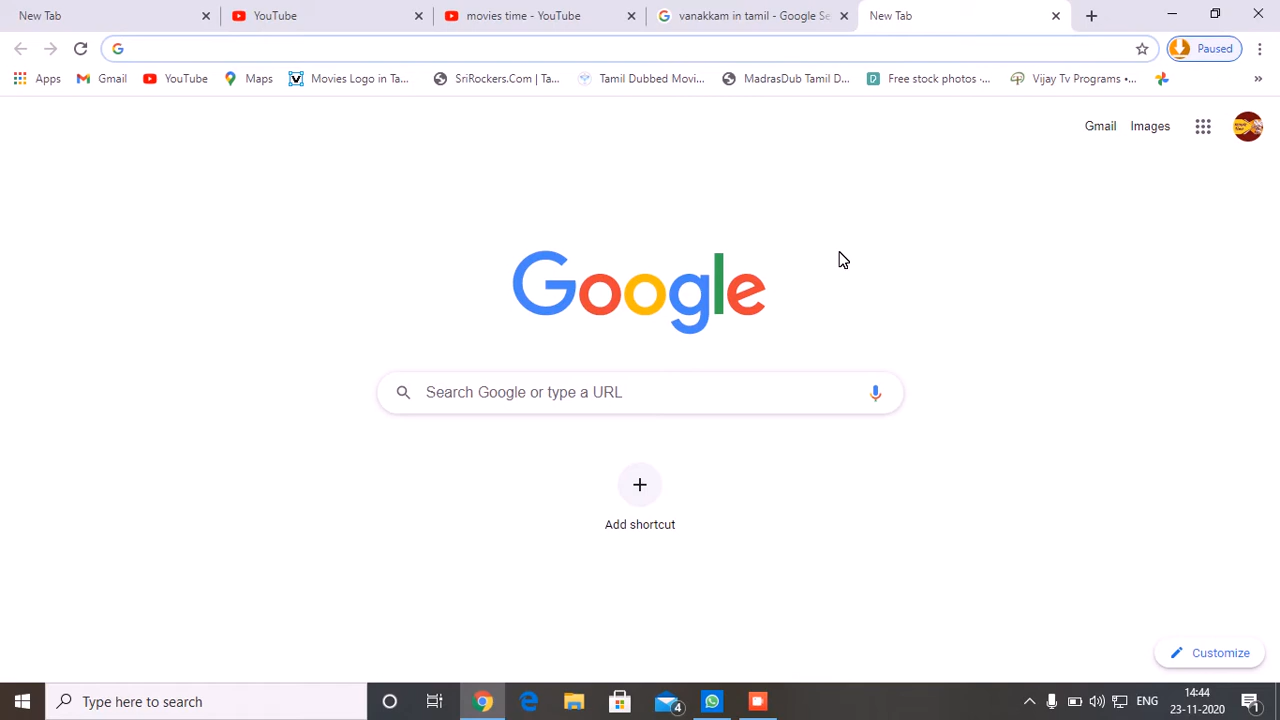 New Tab
YouTube
movies time - YouTube
vanakkam in tamil - Google Se
New Tab
Paused
Apps
Gmail
YouTube
Maps
Movies Logo in Ta...
SriRockers.Com | Ta...
Tamil Dubbed Movi...
MadrasDub Tamil D...
Free stock photos ·...
Vijay Tv Programs •...
»
Gmail
Images
Google
Search Google or type a URL
Add shortcut
Customize
Type here to search
4
ENG
14:44
23-11-2020
1